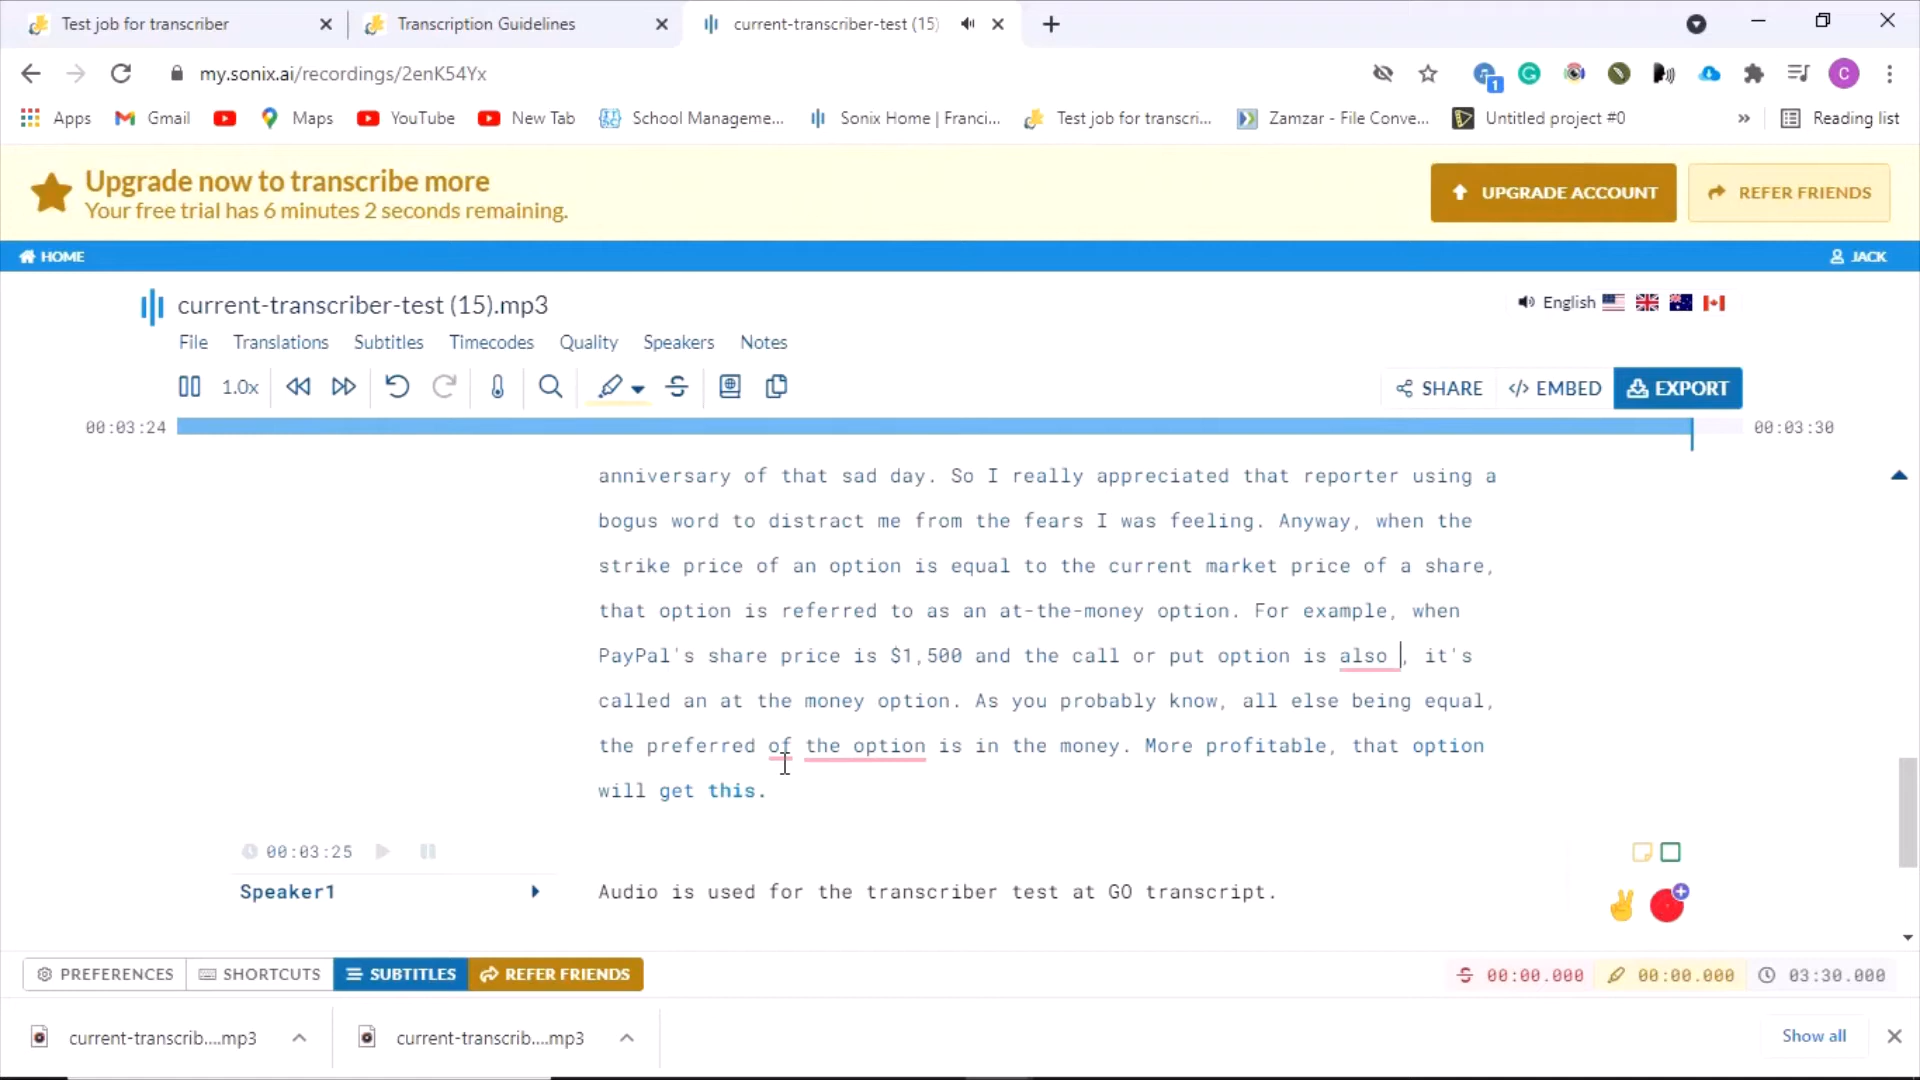 Test job for transcriber
Transcription Guidelines
current-transcriber-test (15)
my.sonix.ai/recordings/2enK54Yx
1
C
Apps
Gmail
Maps
YouTube
New Tab
School Manageme...
Sonix Home | Franci...
Test job for transcri...
Zamzar - File Conve...
Untitled project #0
»
Reading list
Upgrade now to transcribe more
Your free trial has 6 minutes 2 seconds remaining.
UPGRADE ACCOUNT
REFER FRIENDS
HOME
JACK
current-transcriber-test (15).mp3
English
File
Translations
Subtitles
Timecodes
Quality
Speakers
Notes
1.0x
SHARE
</> EMBED
EXPORT
00:03:24
00:03:30
anniversary of that sad day. So I really appreciated that reporter using a
bogus word to distract me from the fears I was feeling. Anyway, when the
strike price of an option is equal to the current market price of a share,
that option is referred to as an at-the-money option. For example, when
PayPal's share price is $1,500 and the call or put option is also , it's
called an at the money option. As you probably know, all else being equal,
the preferred of the option is in the money. More profitable, that option
will get this.
00:03:25
Speaker1
Audio is used for the transcriber test at GO transcript.
PREFERENCES
SHORTCUTS
SUBTITLES
REFER FRIENDS
00:00.000
00:00.000
03:30.000
current-transcrib....mp3
current-transcrib....mp3
Show all